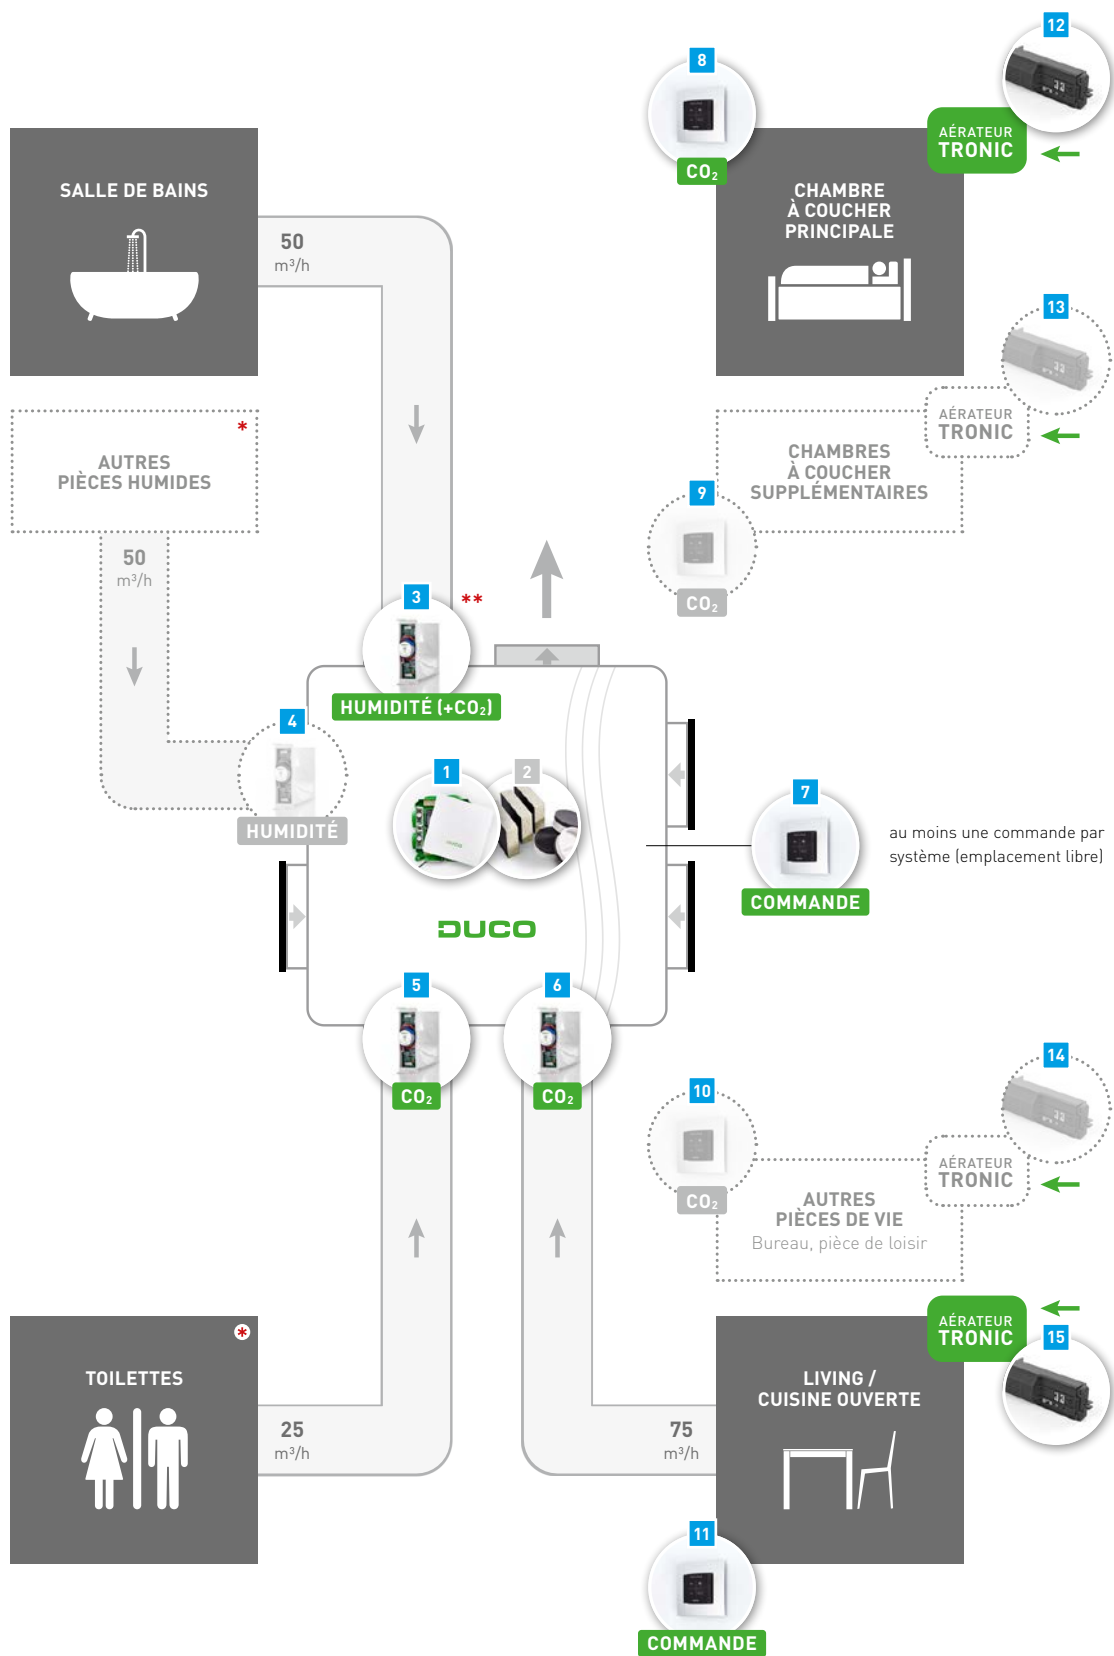 12
8
AÉRATEUR
TRONIC
CO₂
SALLE DE BAINS
50
m³/h
CHAMBRE
À COUCHER
PRINCIPALE
13
AÉRATEUR
TRONIC
*
AUTRES
PIÈCES HUMIDES
CHAMBRES
À COUCHER
SUPPLÉMENTAIRES
9
50
m³/h
CO₂
3
**
HUMIDITÉ (+CO₂)
4
HUMIDITÉ
1
2
7
au moins une commande par
système (emplacement libre)
COMMANDE
DUCO
5
6
CO₂
CO₂
14
10
AÉRATEUR
TRONIC
CO₂
AUTRES
PIÈCES DE VIE
Bureau, pièce de loisir
*
TOILETTES
25
m³/h
AÉRATEUR
TRONIC
15
LIVING /
CUISINE OUVERTE
75
m³/h
11
COMMANDE